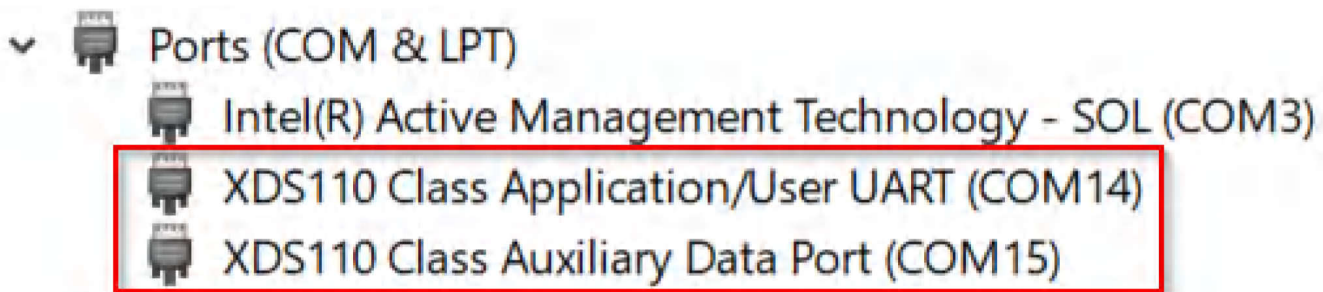 Ports (COM & LPT)
Intel(R) Active Management Technology - SOL (COM3)
XDS110 Class Application/User UART (COM14)
XDS110 Class Auxiliary Data Port (COM15)